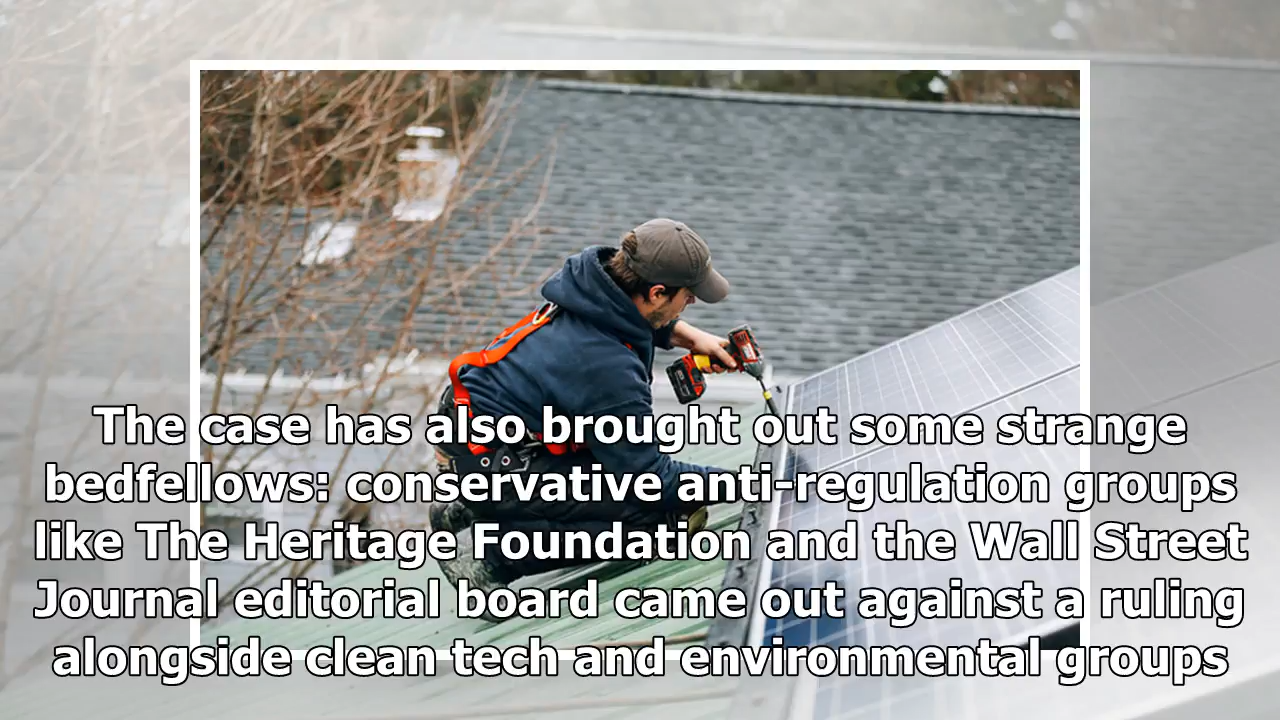 The case has also brought out some strange
bedfellows: conservative anti-regulation groups
like The Heritage Foundation and the Wall Street
Journal editorial board came out against a ruling
alongside clean tech and environmental groups